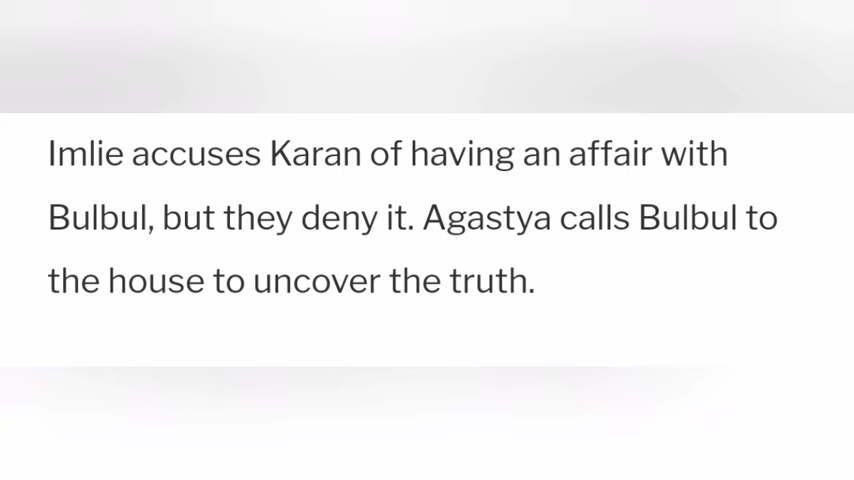 Imlie accuses Karan of having an affair with
Bulbul, but they deny it. Agastya calls Bulbul to
the house to uncover the truth.